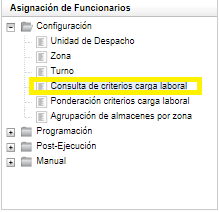 Asignación de Funcionarios
Configuración
Unidad de Despacho
Zona
Turno
Consulta de criterios carga laboral
Ponderación criterios carga laboral
Agrupación de almacenes por zona
Programación
Post-Ejecución
Manual